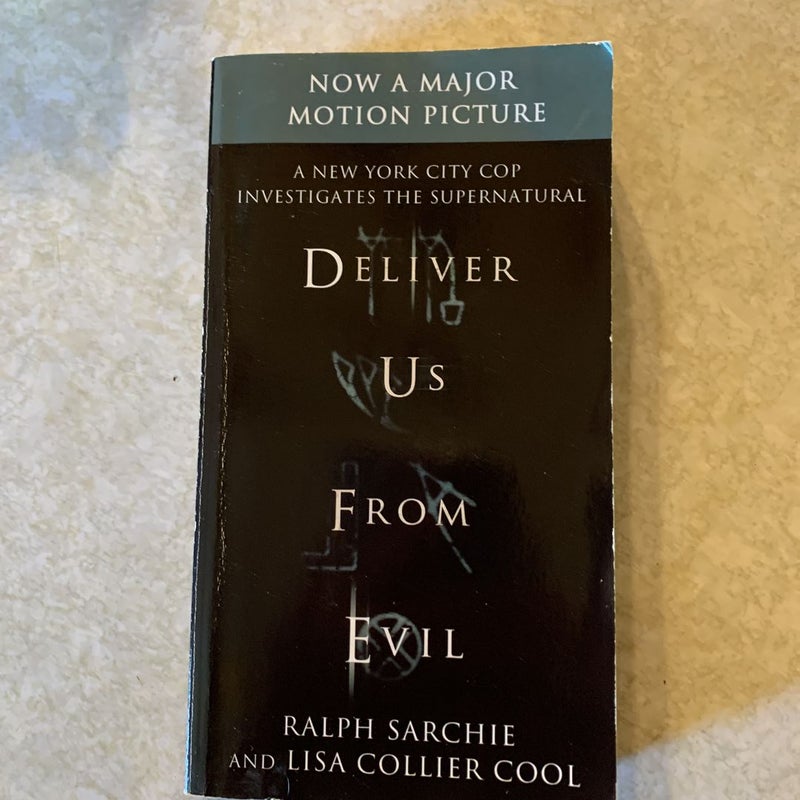 NOW A MAJOR
MOTION PICTURE
A NEW YORK CITY COP
INVESTIGATES THE SUPERNATURAL
DELIVER
US
FROM
EVIL
RALPH SARCHIE
AND LISA COLLIER COOL